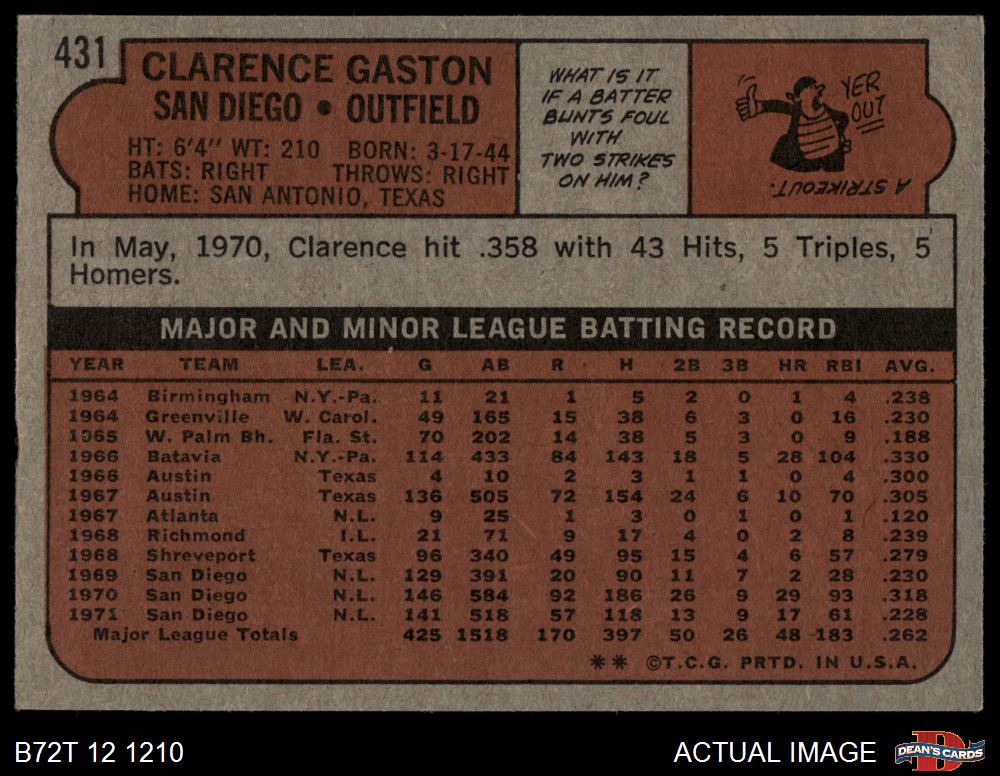 431
CLARENCE GASTON
SAN DIEGO • OUTFIELD
HT: 6'4" WT: 210 BORN: 3-17-44
BATS: RIGHT THROWS: RIGHT
HOME: SAN ANTONIO, TEXAS
WHAT IS IT
IF A BATTER
BUNTS FOUL
WITH
TWO STRIKES
ON HIM?
YER
OUT
A STRIKEOUT.
In May, 1970, Clarence hit .358 with 43 Hits, 5 Triples, 5
Homers.
MAJOR AND MINOR LEAGUE BATTING RECORD
YEAR TEAM LEA. G AB R H 2B 3B HR RBI AVG.
1964 Birmingham N.Y.-Pa. 11 21 1 5 2 0 1 4 .238
1964 Greenville W. Carol. 49 165 15 38 6 3 0 16 .230
1965 W. Palm Bh. Fla. St. 70 202 14 38 5 3 0 9 .188
1966 Batavia N.Y.-Pa. 114 433 84 143 18 5 28 104 .330
1966 Austin Texas 4 10 2 3 1 1 0 4 .300
1967 Austin Texas 136 505 72 154 24 6 10 70 .305
1967 Atlanta N.L. 9 25 1 3 0 1 0 1 .120
1968 Richmond I.L. 21 71 9 17 4 0 2 8 .239
1968 Shreveport Texas 96 340 49 95 15 4 6 57 .279
1969 San Diego N.L. 129 391 20 90 11 7 2 28 .230
1970 San Diego N.L. 146 584 92 186 26 9 29 93 .318
1971 San Diego N.L. 141 518 57 118 13 9 17 61 .228
Major League Totals 425 1518 170 397 50 26 48 183 .262
** ©T.C.G. PRTD. IN U.S.A.
B72T 12 1210
ACTUAL IMAGE
DEAN'S CARDS